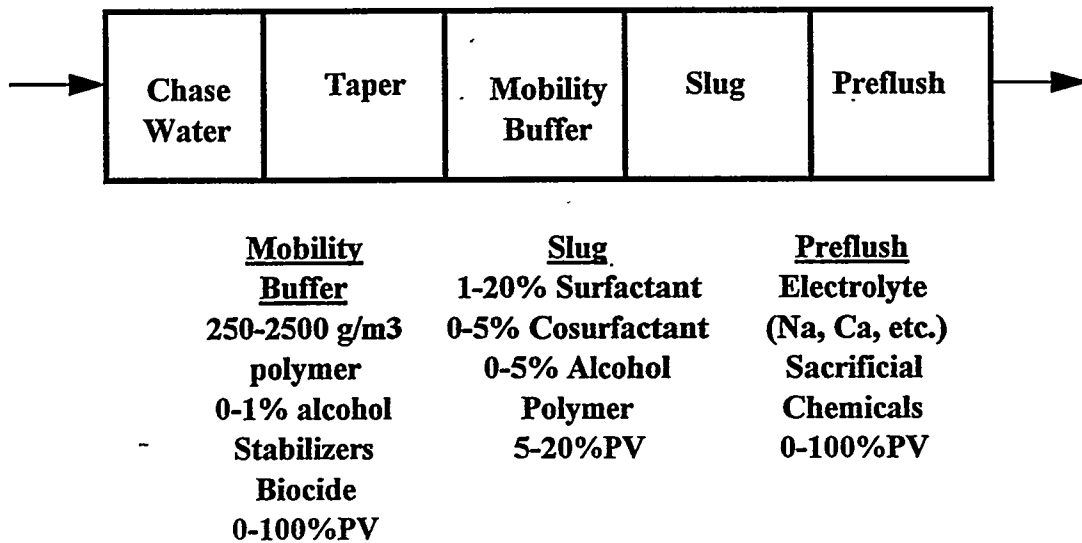 Chase
Water
Taper
Mobility
Buffer
Slug
Preflush
Mobility
Buffer
250-2500 g/m3
polymer
0-1% alcohol
Stabilizers
Biocide
0-100%PV
Slug
1-20% Surfactant
0-5% Cosurfactant
0-5% Alcohol
Polymer
5-20%PV
Preflush
Electrolyte
(Na, Ca, etc.)
Sacrificial
Chemicals
0-100%PV